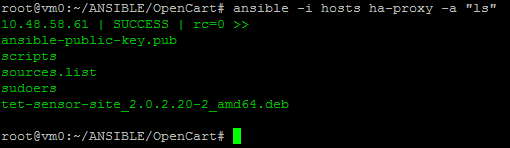 root@vm0:~/ANSIBLE/OpenCart# ansible -i hosts ha-proxy -a "ls"
10.48.58.61 | SUCCESS | rc=0 >>
ansible-public-key.pub
scripts
sources.list
sudoers
tet-sensor-site_2.0.2.20-2_amd64.deb
root@vm0:~/ANSIBLE/OpenCart#